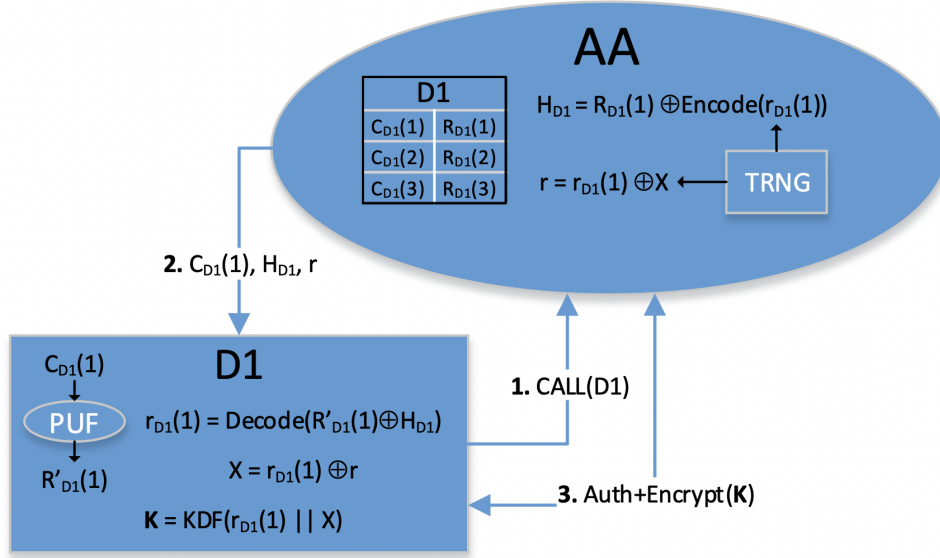 AA
D1
C_D1(1) R_D1(1)
C_D1(2) R_D1(2)
C_D1(3) R_D1(3)
H_D1 = R_D1(1) ⊕Encode(r_D1(1))
r = r_D1(1) ⊕X
TRNG
2. C_D1(1), H_D1, r
1. CALL(D1)
3. Auth+Encrypt(K)
D1
C_D1(1)
PUF
R'_D1(1)
r_D1(1) = Decode(R'_D1(1)⊕H_D1)
X = r_D1(1) ⊕r
K = KDF(r_D1(1) || X)